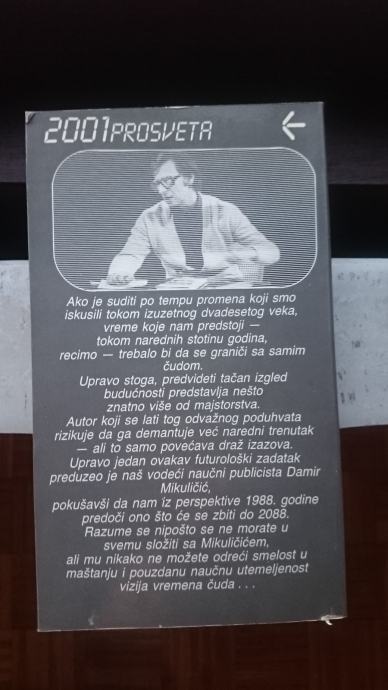 2001PROSVETA
Ako je suditi po tempu promena koji smo
iskusili tokom izuzetnog dvadesetog veka,
vreme koje nam predstoji —
tokom narednih stotinu godina,
recimo — trebalo bi da se graniči sa samim
čudom.
Upravo stoga, predvideti tačan izgled
budućnosti predstavlja nešto
znatno više od majstorstva.
Autor koji se lati tog odvažnog poduhvata
rizikuje da ga demantuje već naredni trenutak
— ali to samo povećava draž izazova.
Upravo jedan ovakav futurološki zadatak
preduzeo je naš vodeći naučni publicista Damir
Mikuličić,
pokušavši da nam iz perspektive 1988. godine
predoči ono što će se zbiti do 2088.
Razume se nipošto se ne morate u
svemu složiti sa Mikuličićem,
ali mu nikako ne možete odreći smelost u
maštanju i pouzdanu naučnu utemeljenost
vizija vremena čuda . . .